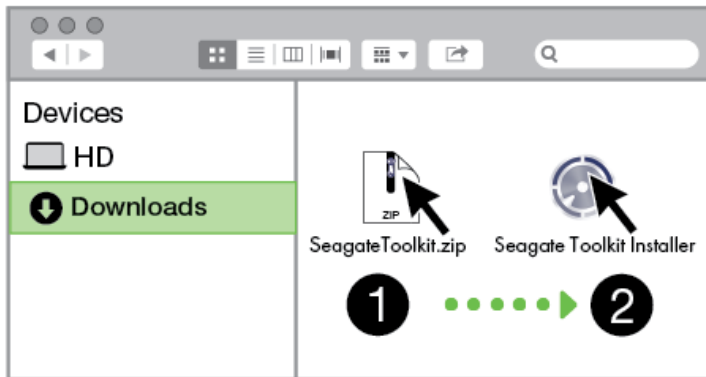 Devices
HD
Downloads
ZIP
SeagateToolkit.zip
Seagate Toolkit Installer
1
2